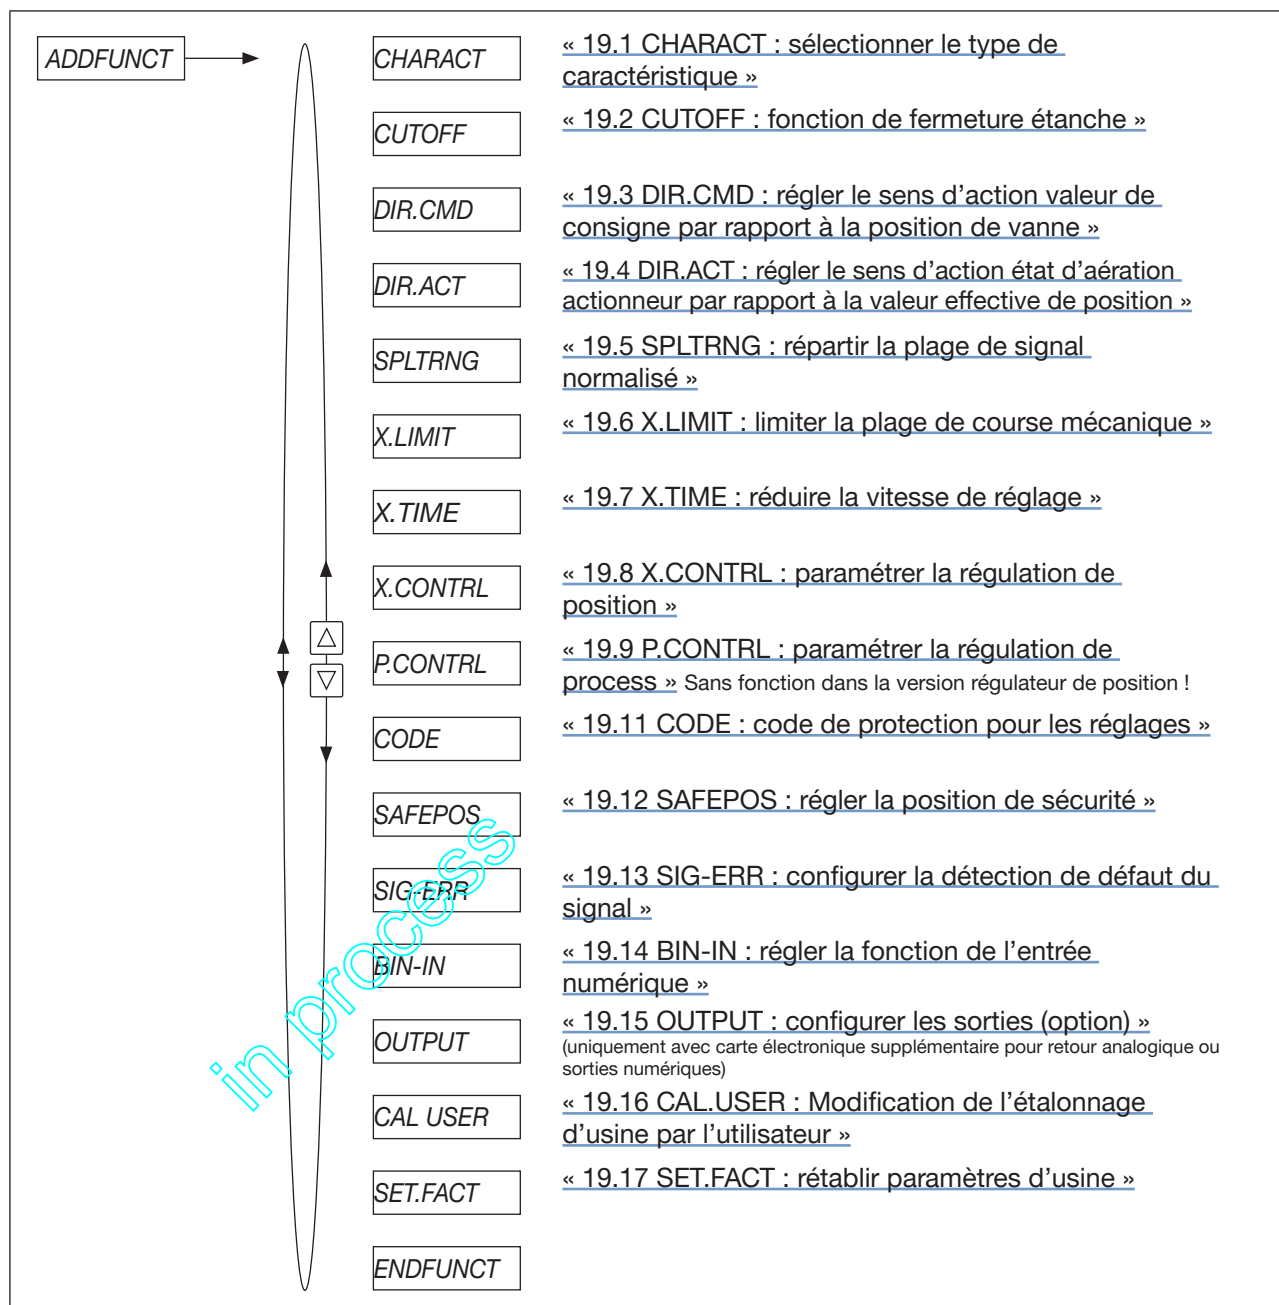 ADDFUNCT
CHARACT
« 19.1 CHARACT : sélectionner le type de
caractéristique »
CUTOFF
« 19.2 CUTOFF : fonction de fermeture étanche »
DIR.CMD
« 19.3 DIR.CMD : régler le sens d’action valeur de
consigne par rapport à la position de vanne »
DIR.ACT
« 19.4 DIR.ACT : régler le sens d’action état d’aération
actionneur par rapport à la valeur effective de position »
SPLTRNG
« 19.5 SPLTRNG : répartir la plage de signal
normalisé »
X.LIMIT
« 19.6 X.LIMIT : limiter la plage de course mécanique »
X.TIME
« 19.7 X.TIME : réduire la vitesse de réglage »
X.CONTRL
« 19.8 X.CONTRL : paramétrer la régulation de
position »
P.CONTRL
« 19.9 P.CONTRL : paramétrer la régulation de
process » Sans fonction dans la version régulateur de position !
CODE
« 19.11 CODE : code de protection pour les réglages »
SAFEPOS
« 19.12 SAFEPOS : régler la position de sécurité »
SIG-ERR
« 19.13 SIG-ERR : configurer la détection de défaut du
signal »
BIN-IN
« 19.14 BIN-IN : régler la fonction de l’entrée
numérique »
OUTPUT
« 19.15 OUTPUT : configurer les sorties (option) »
(uniquement avec carte électronique supplémentaire pour retour analogique ou
sorties numériques)
CAL USER
« 19.16 CAL.USER : Modification de l’étalonnage
d’usine par l’utilisateur »
SET.FACT
« 19.17 SET.FACT : rétablir paramètres d’usine »
ENDFUNCT
in process